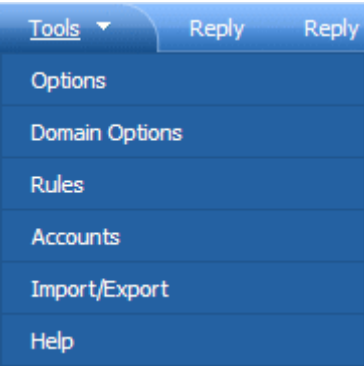 Tools Reply Reply
Options
Domain Options
Rules
Accounts
Import/Export
Help